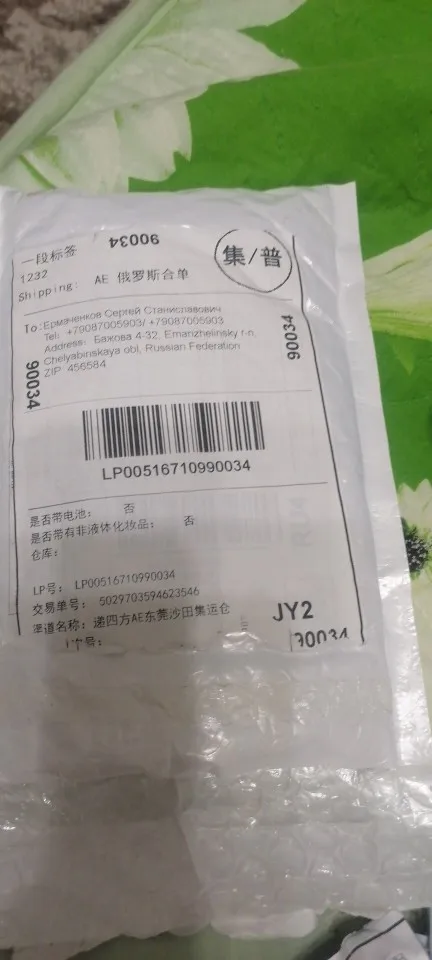 一段标签
90034
集/普
1232
Shipping: AE 俄罗斯合单
To:Ермаченков Сергей Станиславович
Tel: +79087005903/ +79087005903
Address: Бажова 4-32, Emanzhelinsky r-n,
Chelyabinskaya obl, Russian Federation
ZIP 456584
90034
90034
LP00516710990034
是否带电池: 否
是否带有非液体化妆品: 否
仓库:
LP号: LP00516710990034
交易单号: 5029703594623546
渠道名称: 递四方AE东莞沙田集运仓
JY2
90034